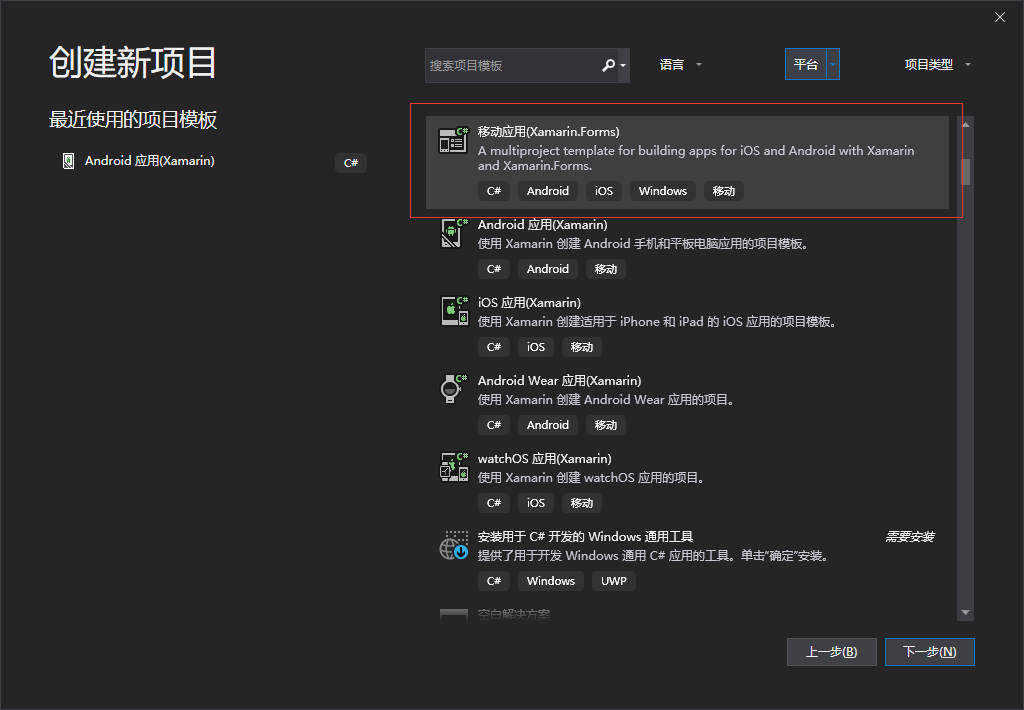 创建新项目
搜索项目模板
语言
平台
项目类型
最近使用的项目模板
Android 应用(Xamarin)
C#
移动应用(Xamarin.Forms)
A multiproject template for building apps for iOS and Android with Xamarin
and Xamarin.Forms.
C# Android iOS Windows 移动
Android 应用(Xamarin)
使用 Xamarin 创建 Android 手机和平板电脑应用的项目模板。
C# Android 移动
iOS 应用(Xamarin)
使用 Xamarin 创建适用于 iPhone 和 iPad 的 iOS 应用的项目模板。
C# iOS 移动
Android Wear 应用(Xamarin)
使用 Xamarin 创建 Android Wear 应用的项目。
C# Android 移动
watchOS 应用(Xamarin)
使用 Xamarin 创建 watchOS 应用的项目。
C# iOS 移动
安装用于 C# 开发的 Windows 通用工具
需要安装
提供了用于开发 Windows 通用 C# 应用的工具。单击“确定”安装。
C# Windows UWP
空白解决方案
上一步(B)
下一步(N)